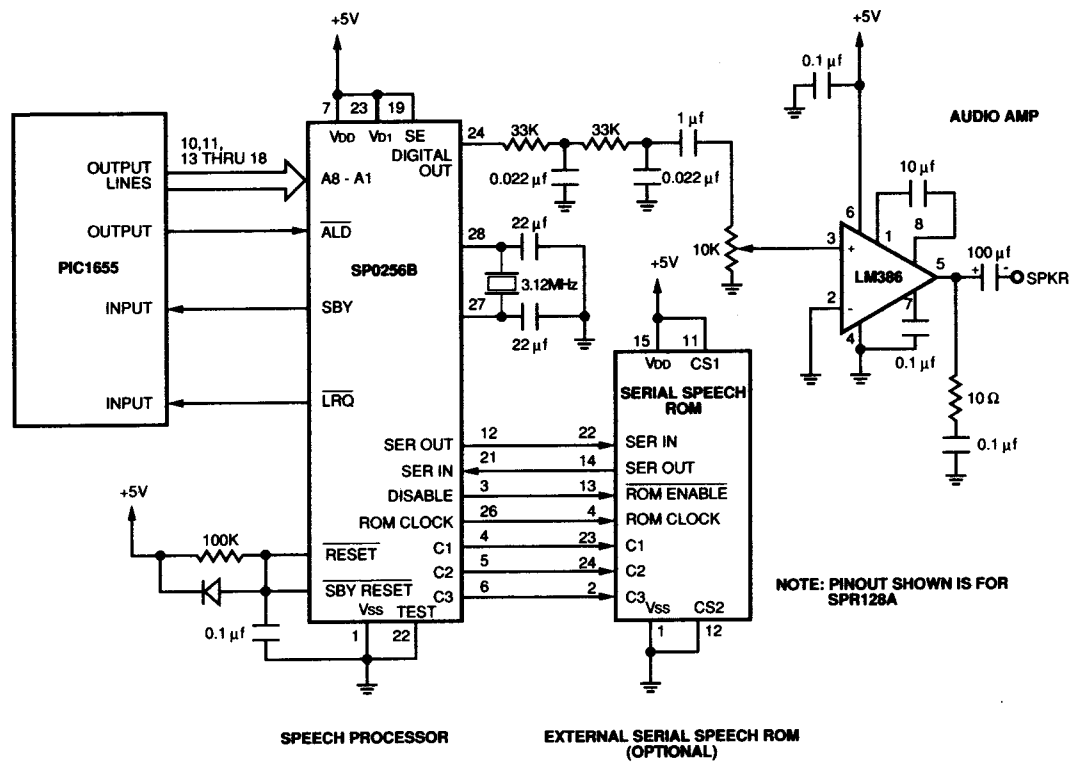 +5V
+5V
0.1 µf
AUDIO AMP
7 23 19
VDD VD1 SE
DIGITAL OUT
24
33K 33K
1 µf
0.022 µf 0.022 µf
10K
10 µf
6
1
8
3
+
LM386
5
100 µf
+ -
SPKR
2
-
4
7
0.1 µf
10 Ω
0.1 µf
PIC1655
OUTPUT LINES
10,11,
13 THRU 18
A8 - A1
OUTPUT
ALD
SP0256B
INPUT
SBY
INPUT
LRQ
28
22 µf
3.12MHz
27
22 µf
+5V
15 11
VDD CS1
SERIAL SPEECH
ROM
SER OUT 12 22 SER IN
SER IN 21 14 SER OUT
DISABLE 3 13 ROM ENABLE
ROM CLOCK 26 4 ROM CLOCK
C1 4 23 C1
C2 5 24 C2
C3 6 2 C3
+5V
100K
RESET
SBY RESET
0.1 µf
VSS TEST
1 22
VSS CS2
1 12
NOTE: PINOUT SHOWN IS FOR
SPR128A
SPEECH PROCESSOR
EXTERNAL SERIAL SPEECH ROM
(OPTIONAL)